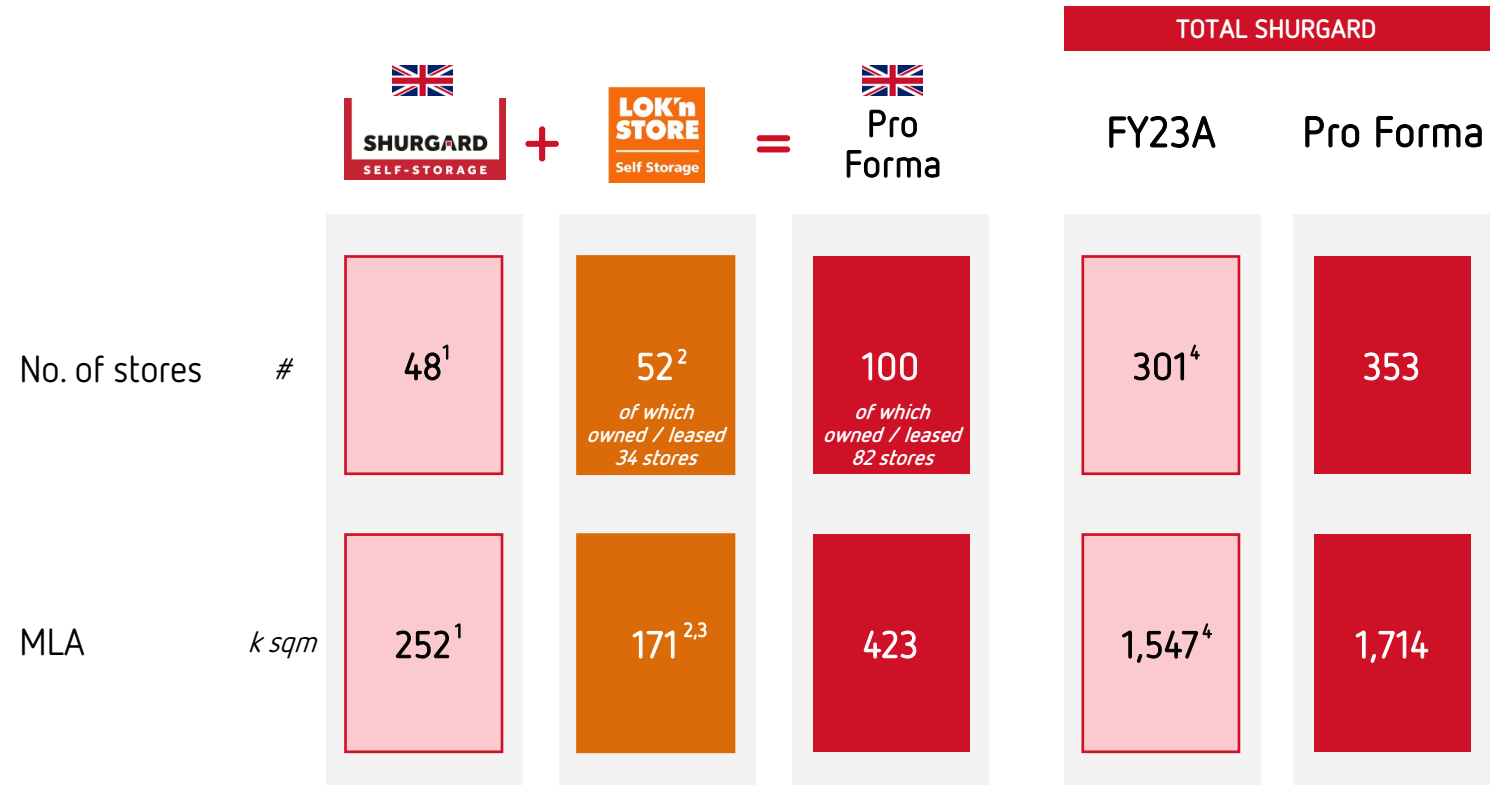 TOTAL SHURGARD
SHURGARD
SELF-STORAGE
+
LOK'n
STORE
Self Storage
=
Pro
Forma
FY23A
Pro Forma
No. of stores
#
48¹
52²
of which
owned / leased
34 stores
100
of which
owned / leased
82 stores
301⁴
353
MLA
k sqm
252¹
171²,³
423
1,547⁴
1,714